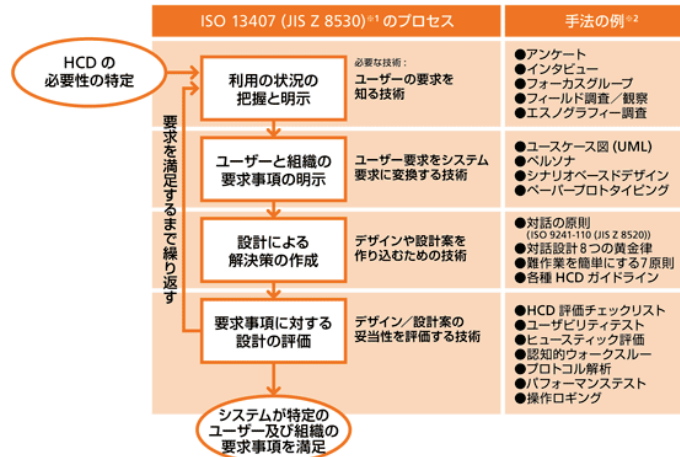 ISO 13407 (JIS Z 8530)※1 のプロセス
手法の例※2
HCD の
必要性の特定
利用の状況の
把握と明示
必要な技術：
ユーザーの要求を
知る技術
●アンケート
●インタビュー
●フォーカスグループ
●フィールド調査／観察
●エスノグラフィー調査
要求を満足するまで繰り返す
ユーザーと組織の
要求事項の明示
ユーザー要求をシステム
要求に変換する技術
●ユースケース図 (UML)
●ペルソナ
●シナリオベースドデザイン
●ペーパープロトタイピング
設計による
解決策の作成
デザインや設計案を
作り込むための技術
●対話の原則
(ISO 9241-110 (JIS Z 8520))
●対話設計8つの黄金律
●難作業を簡単にする7原則
●各種 HCD ガイドライン
要求事項に対する
設計の評価
デザイン／設計案の
妥当性を評価する技術
●HCD 評価チェックリスト
●ユーザビリティテスト
●ヒュースティック評価
●認知的ウォークスルー
●プロトコル解析
●パフォーマンステスト
●操作ロギング
システムが特定の
ユーザー及び組織の
要求事項を満足